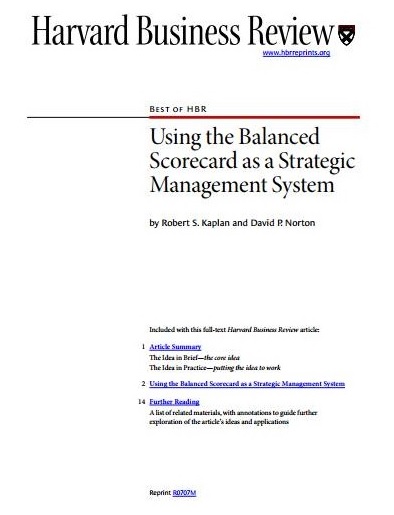 Harvard Business Review
www.hbrreprints.org
BEST OF HBR
Using the Balanced
Scorecard as a Strategic
Management System
by Robert S. Kaplan and David P. Norton
Included with this full-text Harvard Business Review article:
1 Article Summary
The Idea in Brief—the core idea
The Idea in Practice—putting the idea to work
2 Using the Balanced Scorecard as a Strategic Management System
14 Further Reading
A list of related materials, with annotations to guide further
exploration of the article's ideas and applications
Reprint R0707M